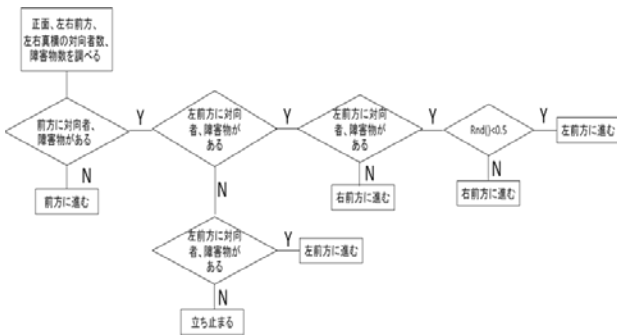 正面、左右前方、
左右真横の対向者数、
障害物数を調べる
前方に対向者、
障害物がある
Y
左前方に対向
者、障害物が
ある
Y
左前方に対向
者、障害物が
ある
Y
Rnd()<0.5
Y
左前方に進む
N
前方に進む
N
N
右前方に進む
N
右前方に進む
左前方に対向
者、障害物が
ある
Y
左前方に進む
N
立ち止まる